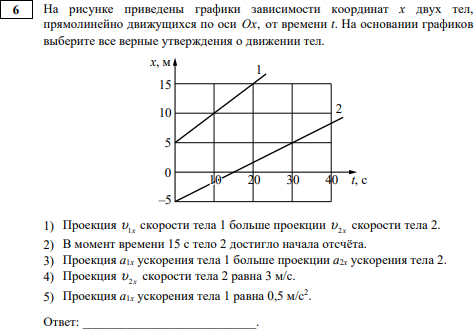 6
На рисунке приведены графики зависимости координат x двух тел,
прямолинейно движущихся по оси Ox, от времени t. На основании графиков
выберите все верные утверждения о движении тел.
x, м
1
15
2
10
5
0
10 20 30 40 t, с
–5
1) Проекция υ₁ₓ скорости тела 1 больше проекции υ₂ₓ скорости тела 2.
2) В момент времени 15 с тело 2 достигло начала отсчёта.
3) Проекция a₁ₓ ускорения тела 1 больше проекции a₂ₓ ускорения тела 2.
4) Проекция υ₂ₓ скорости тела 2 равна 3 м/с.
5) Проекция a₁ₓ ускорения тела 1 равна 0,5 м/с².
Ответ: ___________________________.